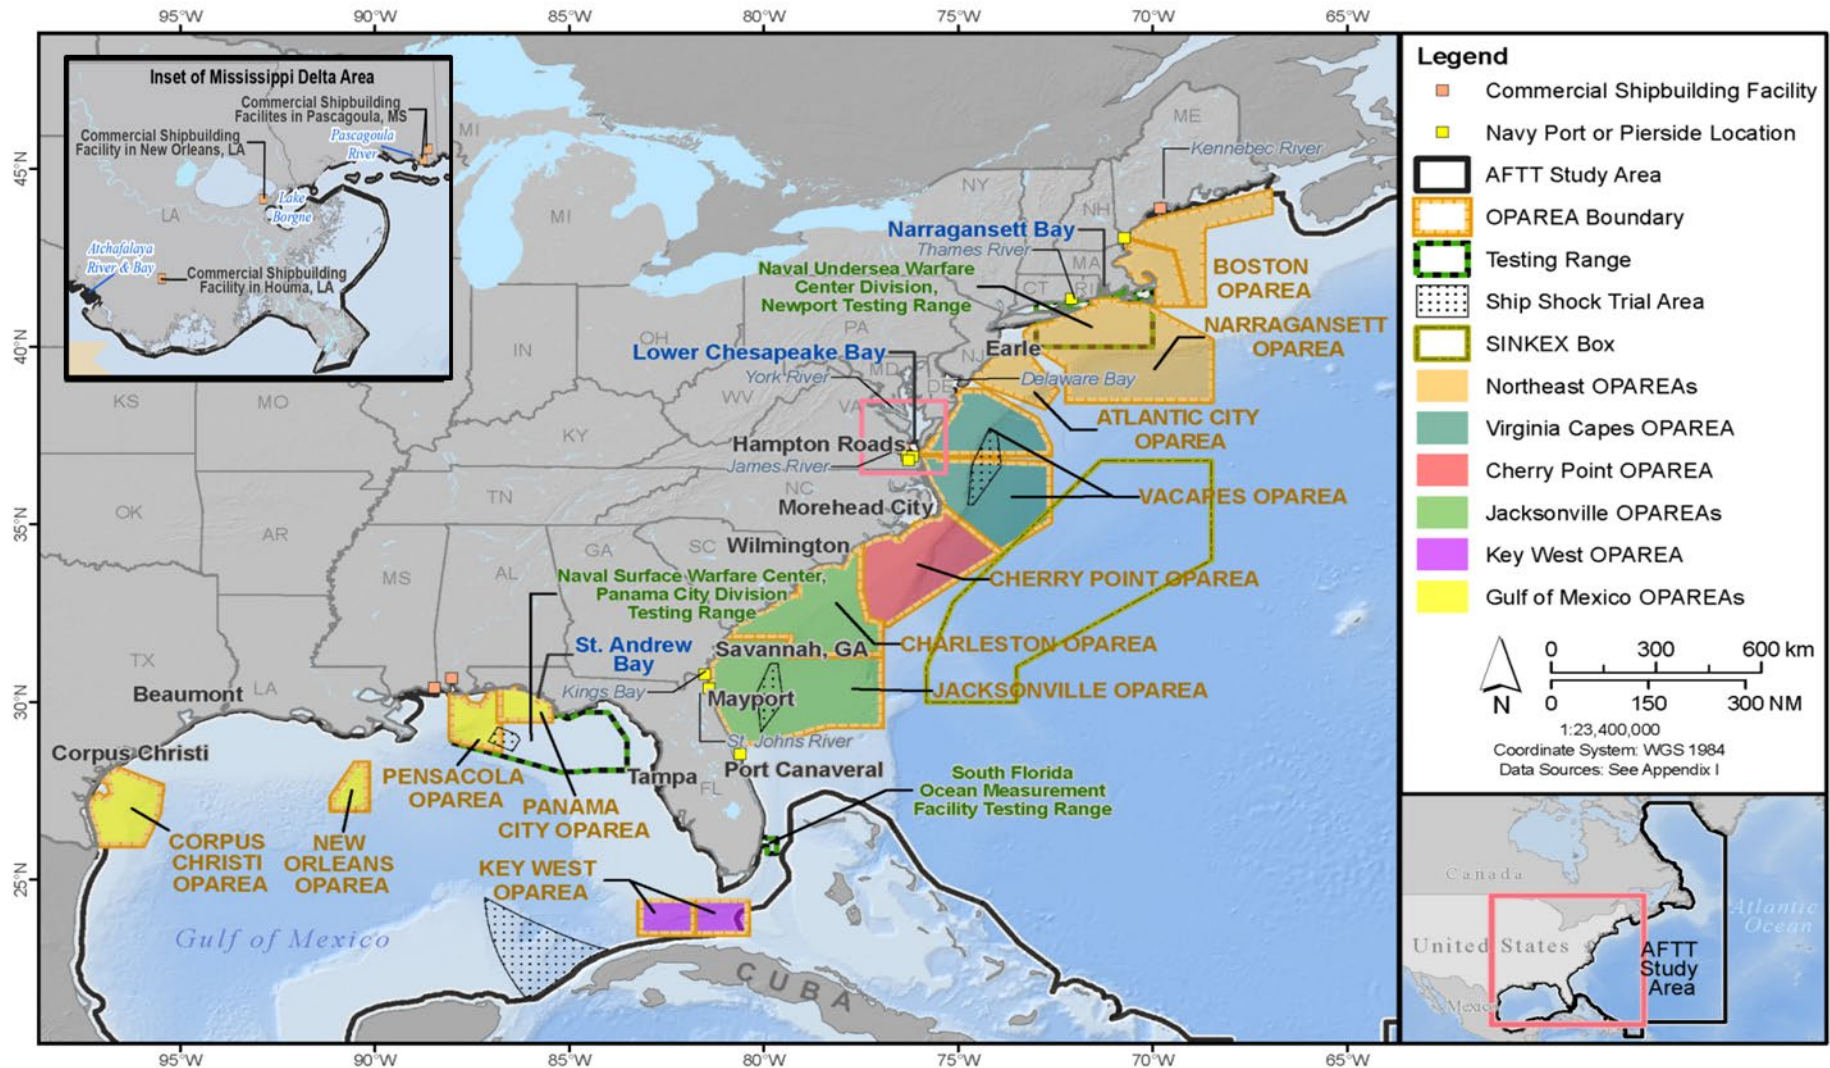 95°W 90°W 85°W 80°W 75°W 70°W 65°W
45°N
40°N
35°N
30°N
25°N
Inset of Mississippi Delta Area
Commercial Shipbuilding
Facilites in Pascagoula, MS
Commercial Shipbuilding
Facility in New Orleans, LA
Pascagoula
River
LA
Lake
Borgne
Atchafalaya
River & Bay
Commercial Shipbuilding
Facility in Houma, LA
MI
MI
ME
Kennebec River
NY
NH
Narragansett Bay
Thames River
MA
CT
RI
Naval Undersea Warfare
Center Division,
Newport Testing Range
BOSTON
OPAREA
NARRAGANSETT
OPAREA
PA
OH
IN
NJ
Earle
Lower Chesapeake Bay
MD
DE
York River
Delaware Bay
WV
VA
ATLANTIC CITY
OPAREA
KS
MO
KY
Hampton Roads
James River
VACAPES OPAREA
TN
NC
Morehead City
OK
AR
Wilmington
SC
GA
AL
MS
CHERRY POINT OPAREA
Naval Surface Warfare Center,
Panama City Division
Testing Range
CHARLESTON OPAREA
St. Andrew
Bay
Savannah, GA
TX
LA
Beaumont
Kings Bay
Mayport
JACKSONVILLE OPAREA
St. Johns River
Corpus Christi
Tampa
Port Canaveral
FL
PENSACOLA
OPAREA
PANAMA
CITY OPAREA
South Florida
Ocean Measurement
Facility Testing Range
CORPUS
CHRISTI
OPAREA
NEW
ORLEANS
OPAREA
KEY WEST
OPAREA
Gulf of Mexico
CUBA
95°W 90°W 85°W 80°W 75°W 70°W 65°W
Legend
Commercial Shipbuilding Facility
Navy Port or Pierside Location
AFTT Study Area
OPAREA Boundary
Testing Range
Ship Shock Trial Area
SINKEX Box
Northeast OPAREAs
Virginia Capes OPAREA
Cherry Point OPAREA
Jacksonville OPAREAs
Key West OPAREA
Gulf of Mexico OPAREAs
N
0 300 600 km
0 150 300 NM
1:23,400,000
Coordinate System: WGS 1984
Data Sources: See Appendix I
Canada
Atlantic
Ocean
United States
AFTT
Study
Area
Mexico